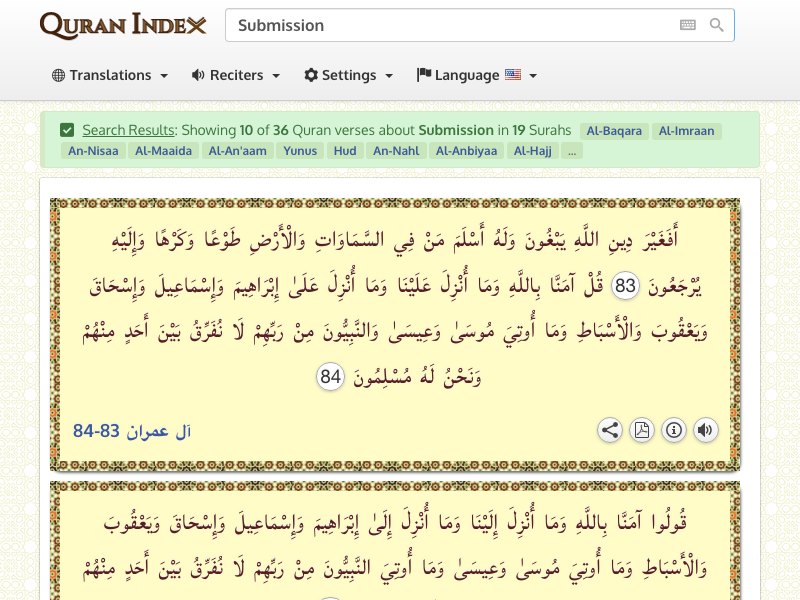 QURAN INDEX
Submission
Translations
Reciters
Settings
Language
Search Results: Showing 10 of 36 Quran verses about Submission in 19 Surahs Al-Baqara Al-Imraan
An-Nisaa Al-Maaida Al-An'aam Yunus Hud An-Nahl Al-Anbiyaa Al-Hajj ...
أَفَغَيْرَ دِينِ اللَّهِ يَبْغُونَ وَلَهُ أَسْلَمَ مَنْ فِي السَّمَاوَاتِ وَالْأَرْضِ طَوْعًا وَكَرْهًا وَإِلَيْهِ
يُرْجَعُونَ 83 قُلْ آمَنَّا بِاللَّهِ وَمَا أُنْزِلَ عَلَيْنَا وَمَا أُنْزِلَ عَلَىٰ إِبْرَاهِيمَ وَإِسْمَاعِيلَ وَإِسْحَاقَ
وَيَعْقُوبَ وَالْأَسْبَاطِ وَمَا أُوتِيَ مُوسَىٰ وَعِيسَىٰ وَالنَّبِيُّونَ مِنْ رَبِّهِمْ لَا نُفَرِّقُ بَيْنَ أَحَدٍ مِنْهُمْ
وَنَحْنُ لَهُ مُسْلِمُونَ 84
آل عمران 83-84
قُولُوا آمَنَّا بِاللَّهِ وَمَا أُنْزِلَ إِلَيْنَا وَمَا أُنْزِلَ إِلَىٰ إِبْرَاهِيمَ وَإِسْمَاعِيلَ وَإِسْحَاقَ وَيَعْقُوبَ
وَالْأَسْبَاطِ وَمَا أُوتِيَ مُوسَىٰ وَعِيسَىٰ وَمَا أُوتِيَ النَّبِيُّونَ مِنْ رَبِّهِمْ لَا نُفَرِّقُ بَيْنَ أَحَدٍ مِنْهُمْ